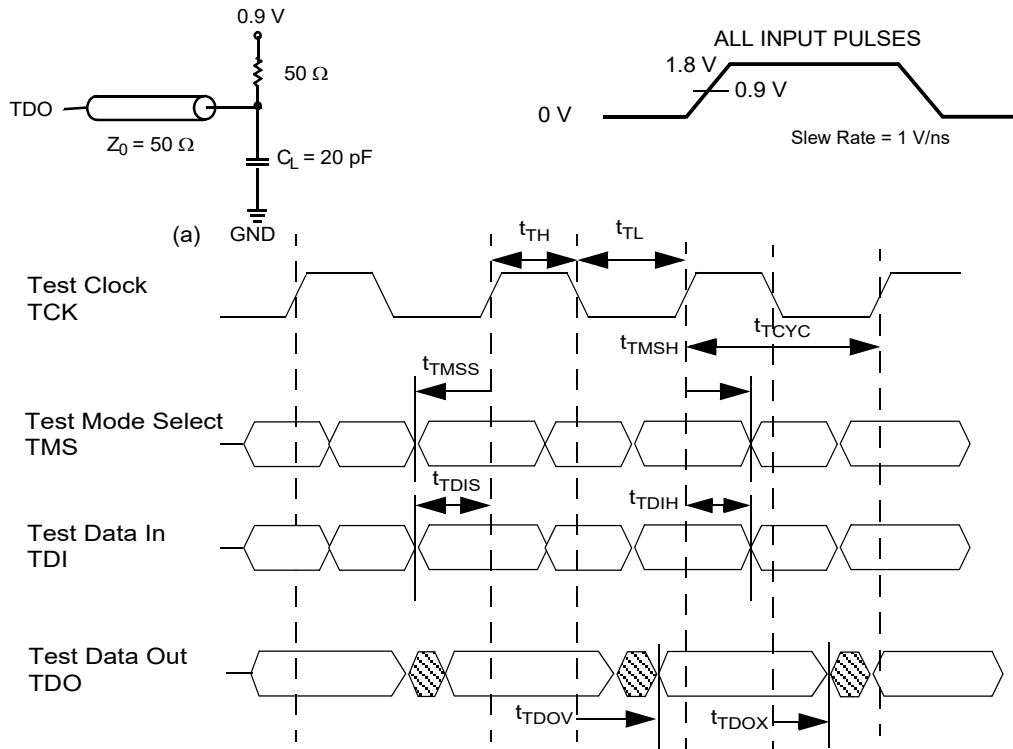 0.9 V
50 Ω
TDO
Z0 = 50 Ω
CL = 20 pF
(a)
GND
ALL INPUT PULSES
1.8 V
0.9 V
0 V
Slew Rate = 1 V/ns
tTH
tTL
Test Clock
TCK
tTMSH
tTCYC
tTMSS
Test Mode Select
TMS
tTDIS
tTDIH
Test Data In
TDI
Test Data Out
TDO
tTDOV
tTDOX